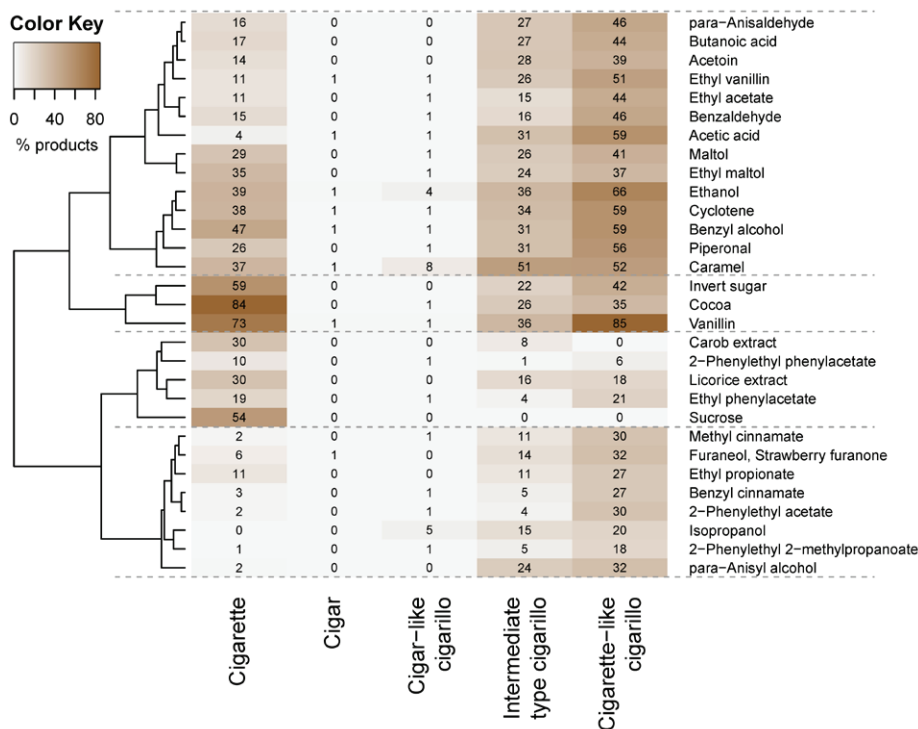 Color Key
0 40 80
% products
16 0 0 27 46 para−Anisaldehyde
17 0 0 27 44 Butanoic acid
14 0 0 28 39 Acetoin
11 1 1 26 51 Ethyl vanillin
11 0 1 15 44 Ethyl acetate
15 0 1 16 46 Benzaldehyde
4 1 1 31 59 Acetic acid
29 0 1 26 41 Maltol
35 0 1 24 37 Ethyl maltol
39 1 4 36 66 Ethanol
38 1 1 34 59 Cyclotene
47 1 1 31 59 Benzyl alcohol
26 0 1 31 56 Piperonal
37 1 8 51 52 Caramel
59 0 0 22 42 Invert sugar
84 0 1 26 35 Cocoa
73 1 1 36 85 Vanillin
30 0 0 8 0 Carob extract
10 0 1 1 6 2−Phenylethyl phenylacetate
30 0 0 16 18 Licorice extract
19 0 1 4 21 Ethyl phenylacetate
54 0 0 0 0 Sucrose
2 0 1 11 30 Methyl cinnamate
6 1 0 14 32 Furaneol, Strawberry furanone
11 0 0 11 27 Ethyl propionate
3 0 1 5 27 Benzyl cinnamate
2 0 1 4 30 2−Phenylethyl acetate
0 0 5 15 20 Isopropanol
1 0 1 5 18 2−Phenylethyl 2−methylpropanoate
2 0 0 24 32 para−Anisyl alcohol
Cigarette
Cigar
Cigar−like
cigarillo
Intermediate
type cigarillo
Cigarette−like
cigarillo